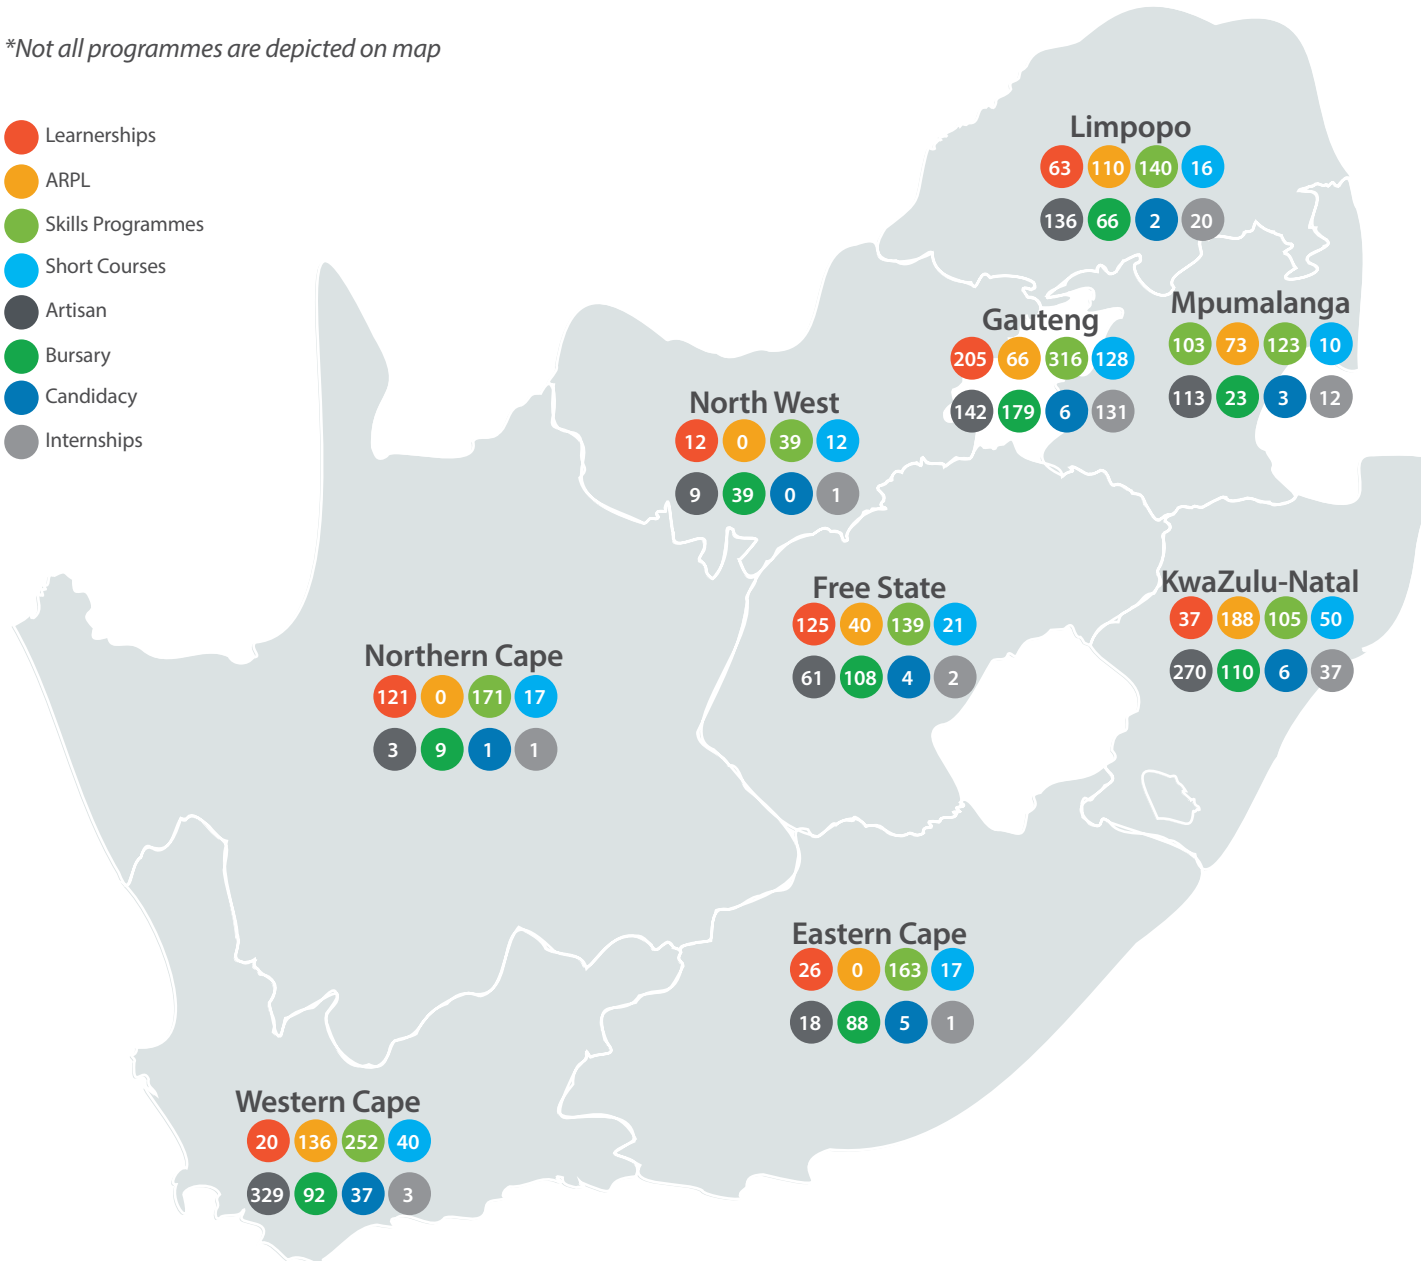 *Not all programmes are depicted on map
Learnerships
ARPL
Skills Programmes
Short Courses
Artisan
Bursary
Candidacy
Internships
Limpopo
63 110 140 16
136 66 2 20
Mpumalanga
103 73 123 10
113 23 3 12
Gauteng
205 66 316 128
142 179 6 131
North West
12 0 39 12
9 39 0 1
Free State
125 40 139 21
61 108 4 2
KwaZulu-Natal
37 188 105 50
270 110 6 37
Northern Cape
121 0 171 17
3 9 1 1
Eastern Cape
26 0 163 17
18 88 5 1
Western Cape
20 136 252 40
329 92 37 3